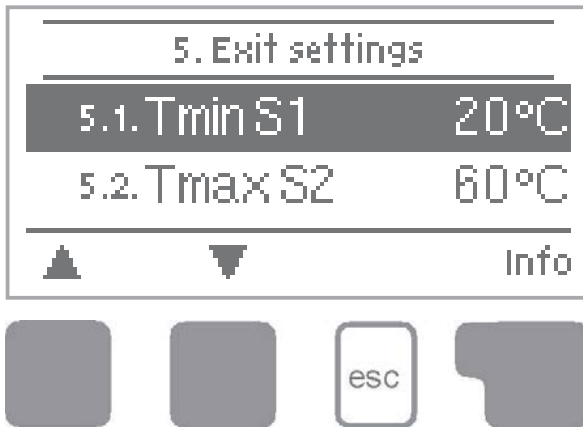 5. Exit settings
5.1. Tmin S1 20°C
5.2. Tmax S2 60°C
▲ ▼ Info
esc